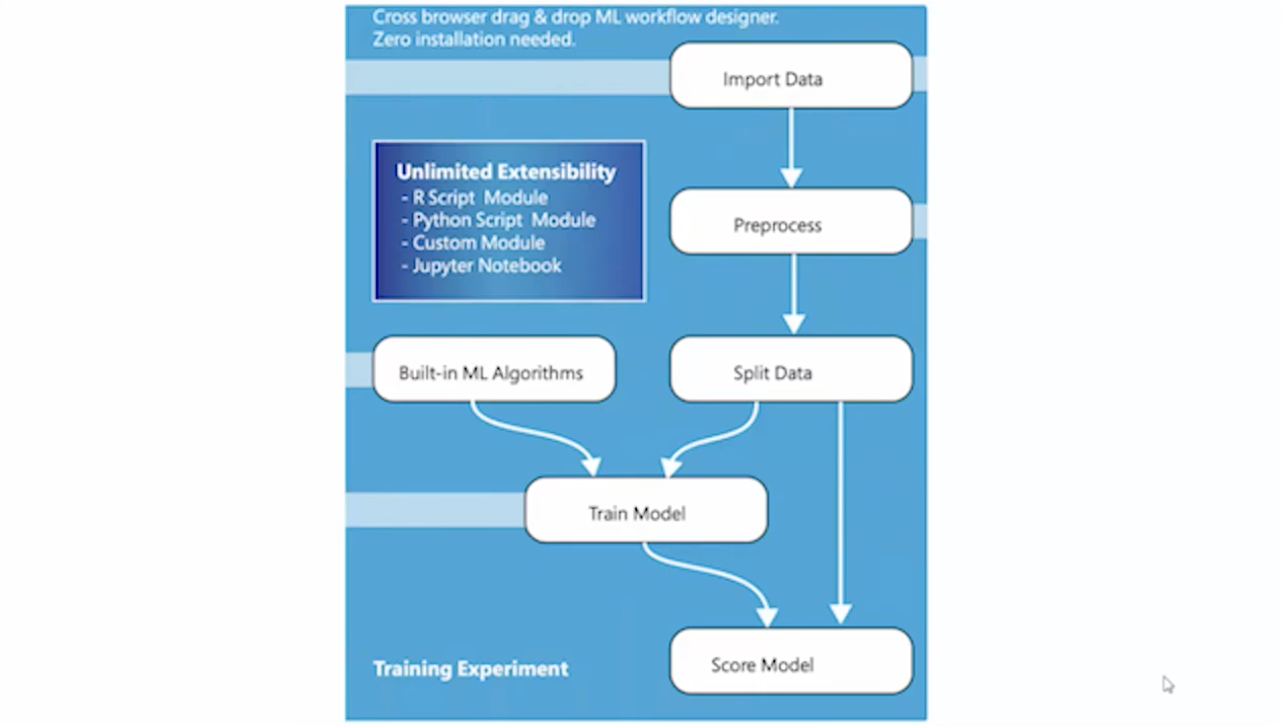 Cross browser drag & drop ML workflow designer.
Zero installation needed.
Import Data
Unlimited Extensibility
- R Script Module
- Python Script Module
- Custom Module
- Jupyter Notebook
Preprocess
Built-in ML Algorithms
Split Data
Train Model
Score Model
Training Experiment